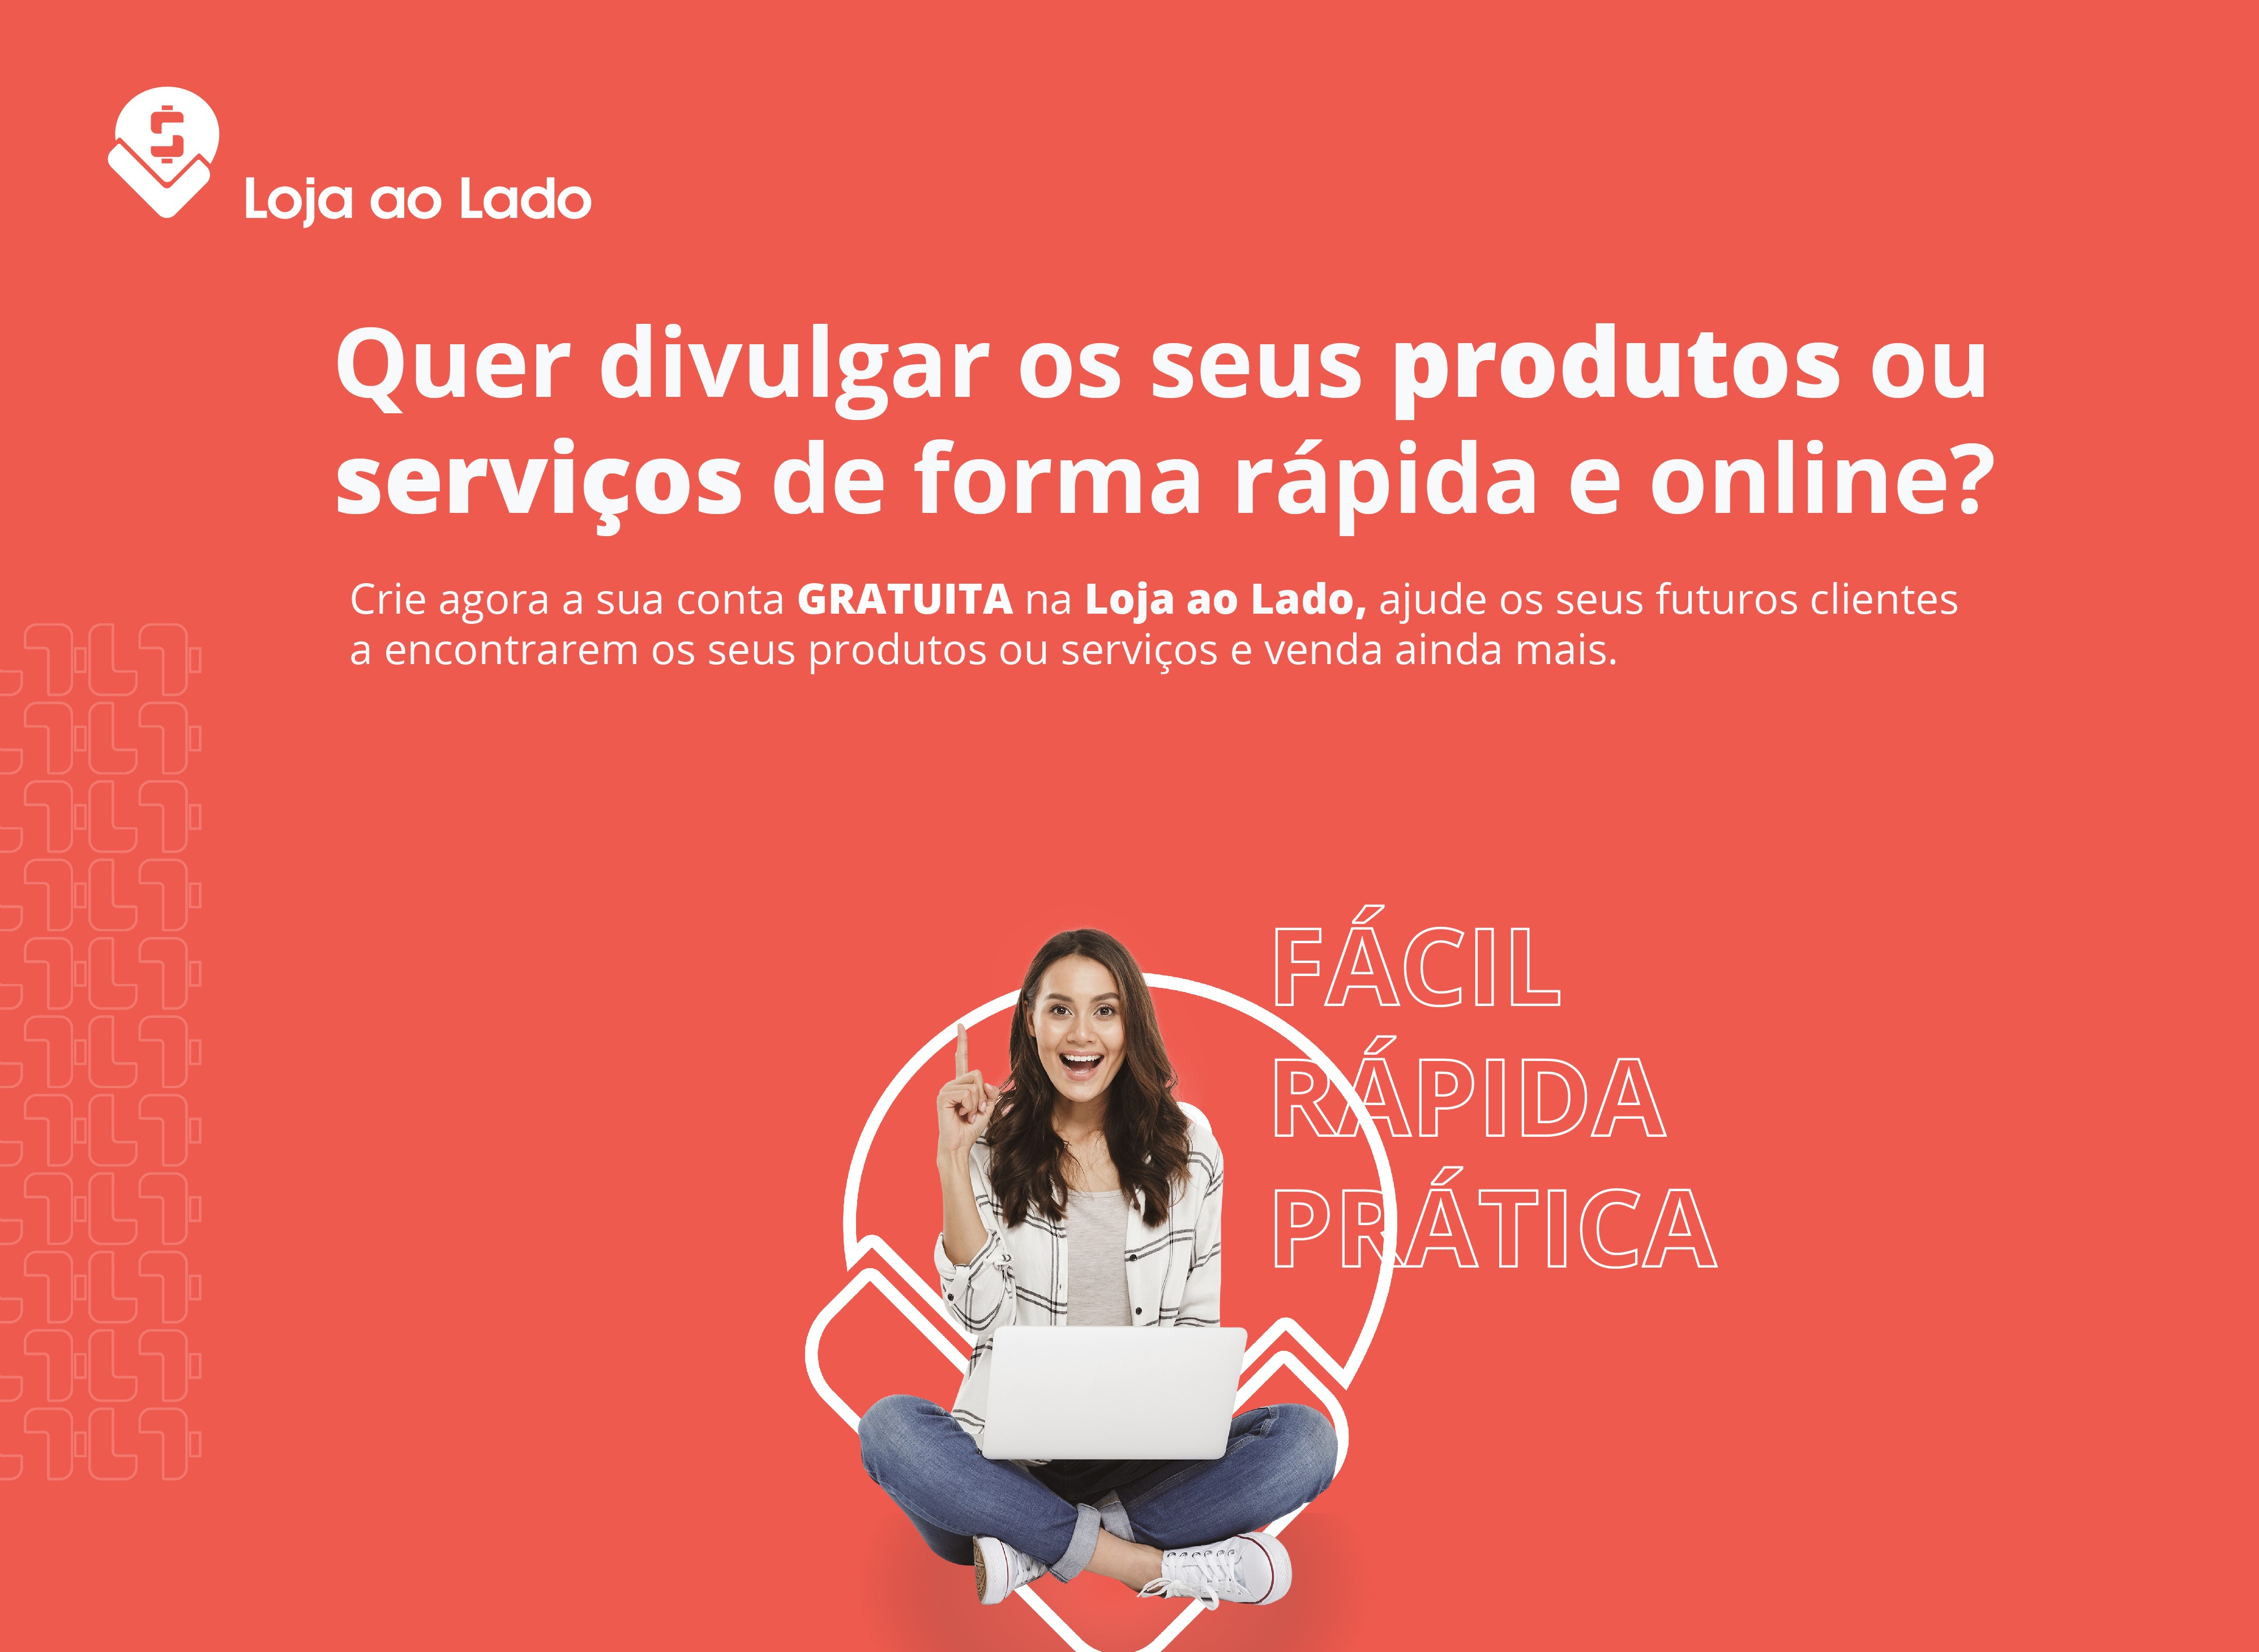 Loja ao Lado
Quer divulgar os seus produtos ou
serviços de forma rápida e online?
Crie agora a sua conta GRATUITA na Loja ao Lado, ajude os seus futuros clientes
a encontrarem os seus produtos ou serviços e venda ainda mais.
FÁCIL
RÁPIDA
PRÁTICA